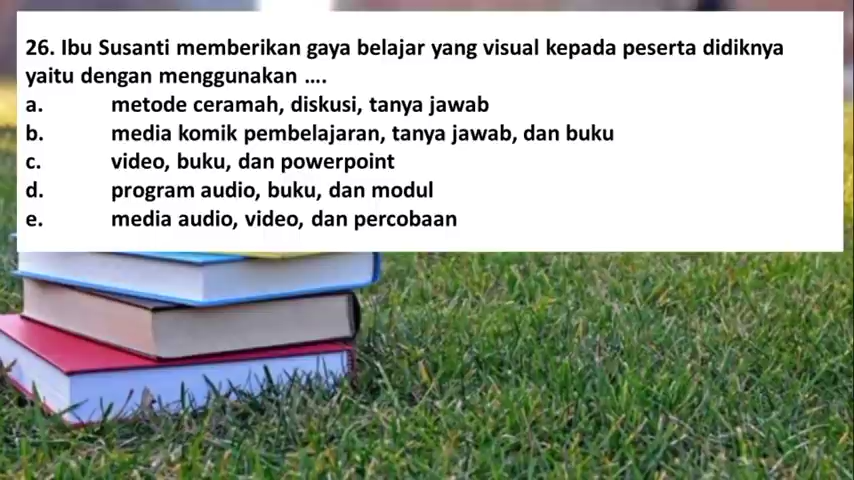 26. Ibu Susanti memberikan gaya belajar yang visual kepada peserta didiknya
yaitu dengan menggunakan ....
a. metode ceramah, diskusi, tanya jawab
b. media komik pembelajaran, tanya jawab, dan buku
c. video, buku, dan powerpoint
d. program audio, buku, dan modul
e. media audio, video, dan percobaan